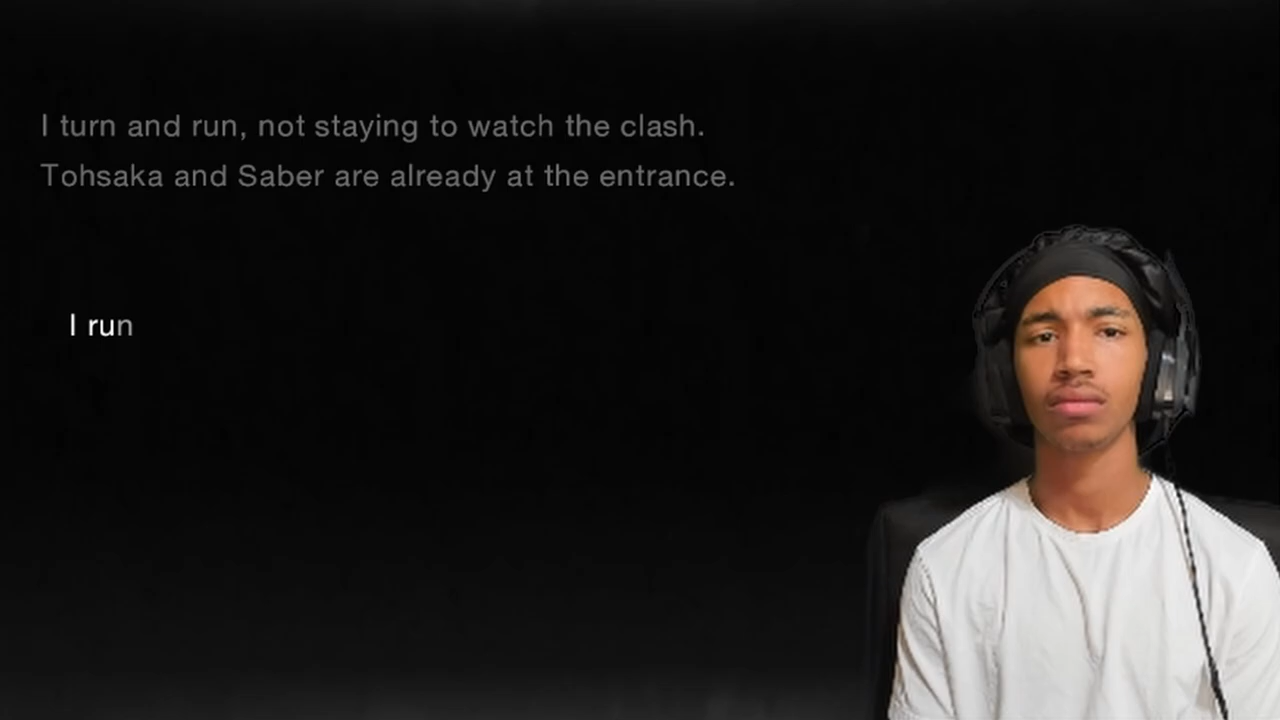 I turn and run, not staying to watch the clash.
Tohsaka and Saber are already at the entrance.
I run